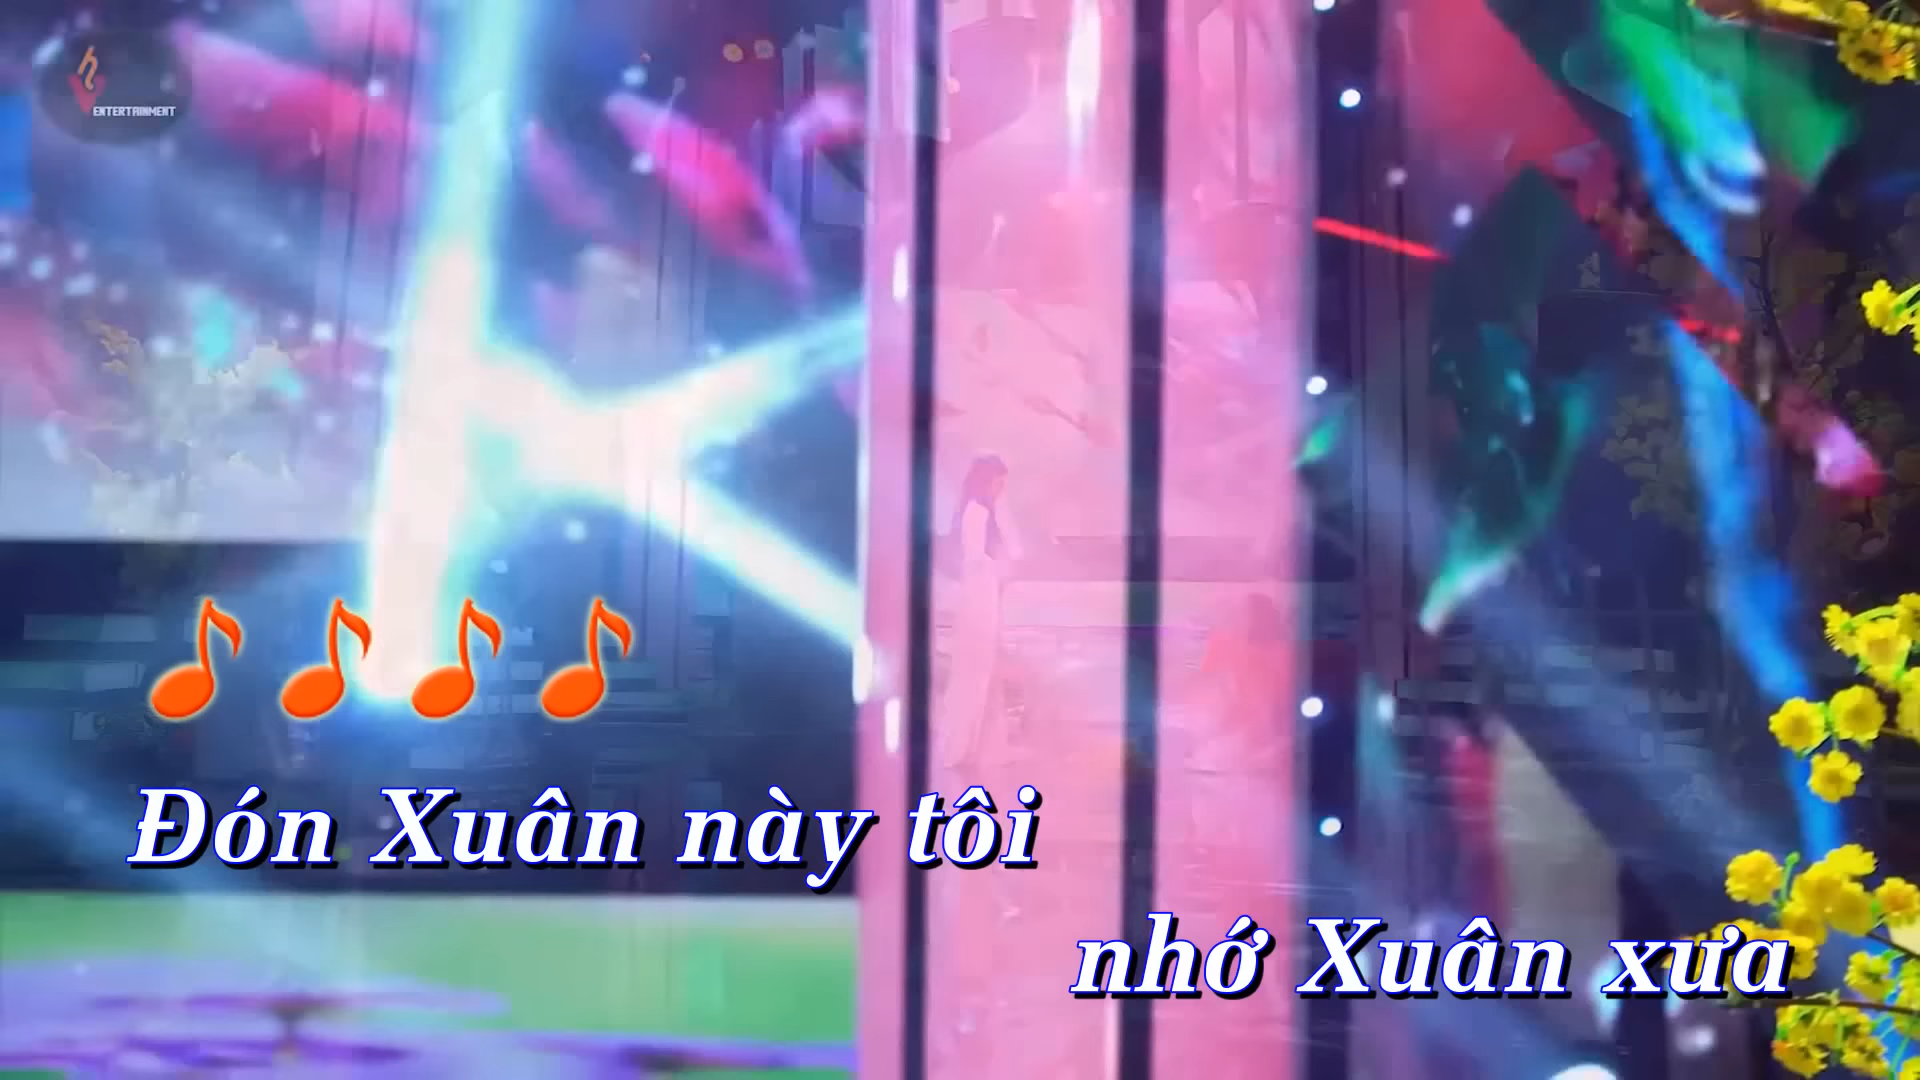 h
V
ENTERTAINMENT
Đón Xuân này tôi
nhớ Xuân xưa